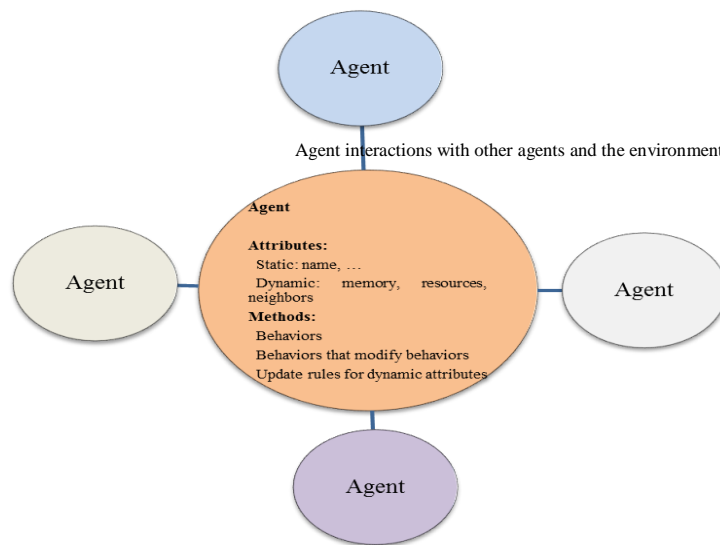 Agent
Agent interactions with other agents and the environment
Agent
Attributes:
Static: name, …
Dynamic: memory, resources,
neighbors
Methods:
Behaviors
Behaviors that modify behaviors
Update rules for dynamic attributes
Agent
Agent
Agent